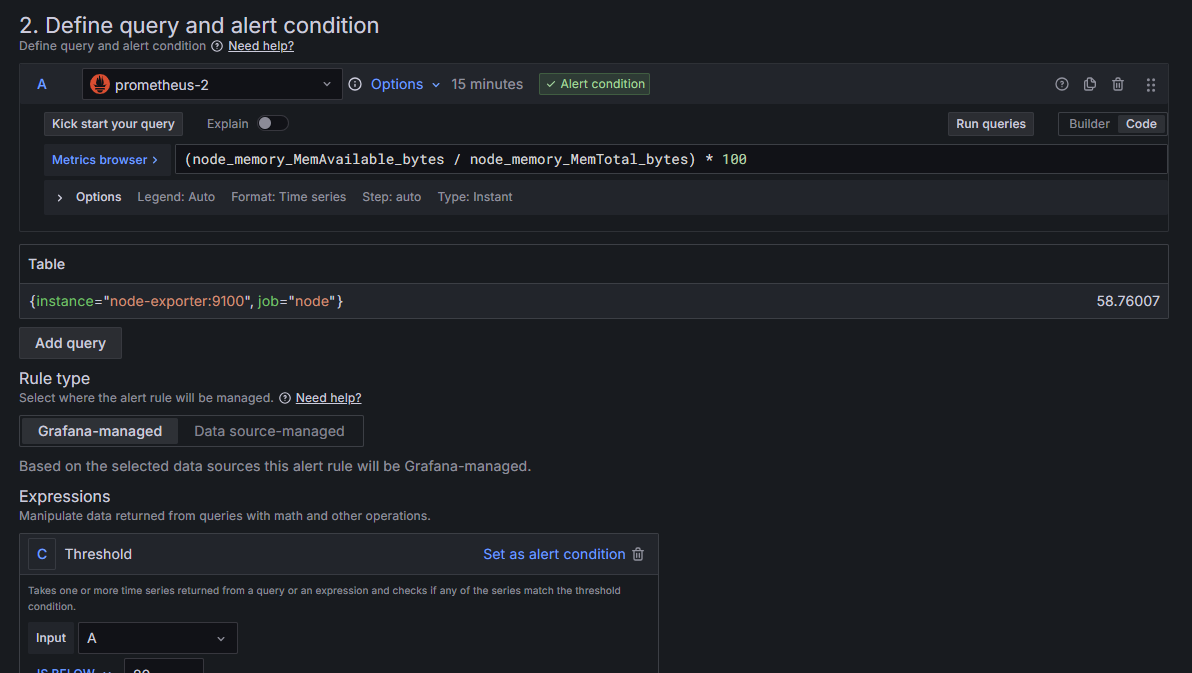 2. Define query and alert condition
Define query and alert condition Need help?
A prometheus-2 Options 15 minutes Alert condition
Kick start your query Explain Run queries Builder Code
Metrics browser > (node_memory_MemAvailable_bytes / node_memory_MemTotal_bytes) * 100
> Options Legend: Auto Format: Time series Step: auto Type: Instant
Table
{instance="node-exporter:9100", job="node"} 58.76007
Add query
Rule type
Select where the alert rule will be managed. Need help?
Grafana-managed Data source-managed
Based on the selected data sources this alert rule will be Grafana-managed.
Expressions
Manipulate data returned from queries with math and other operations.
C Threshold Set as alert condition
Takes one or more time series returned from a query or an expression and checks if any of the series match the threshold
condition.
Input A
IS BELOW